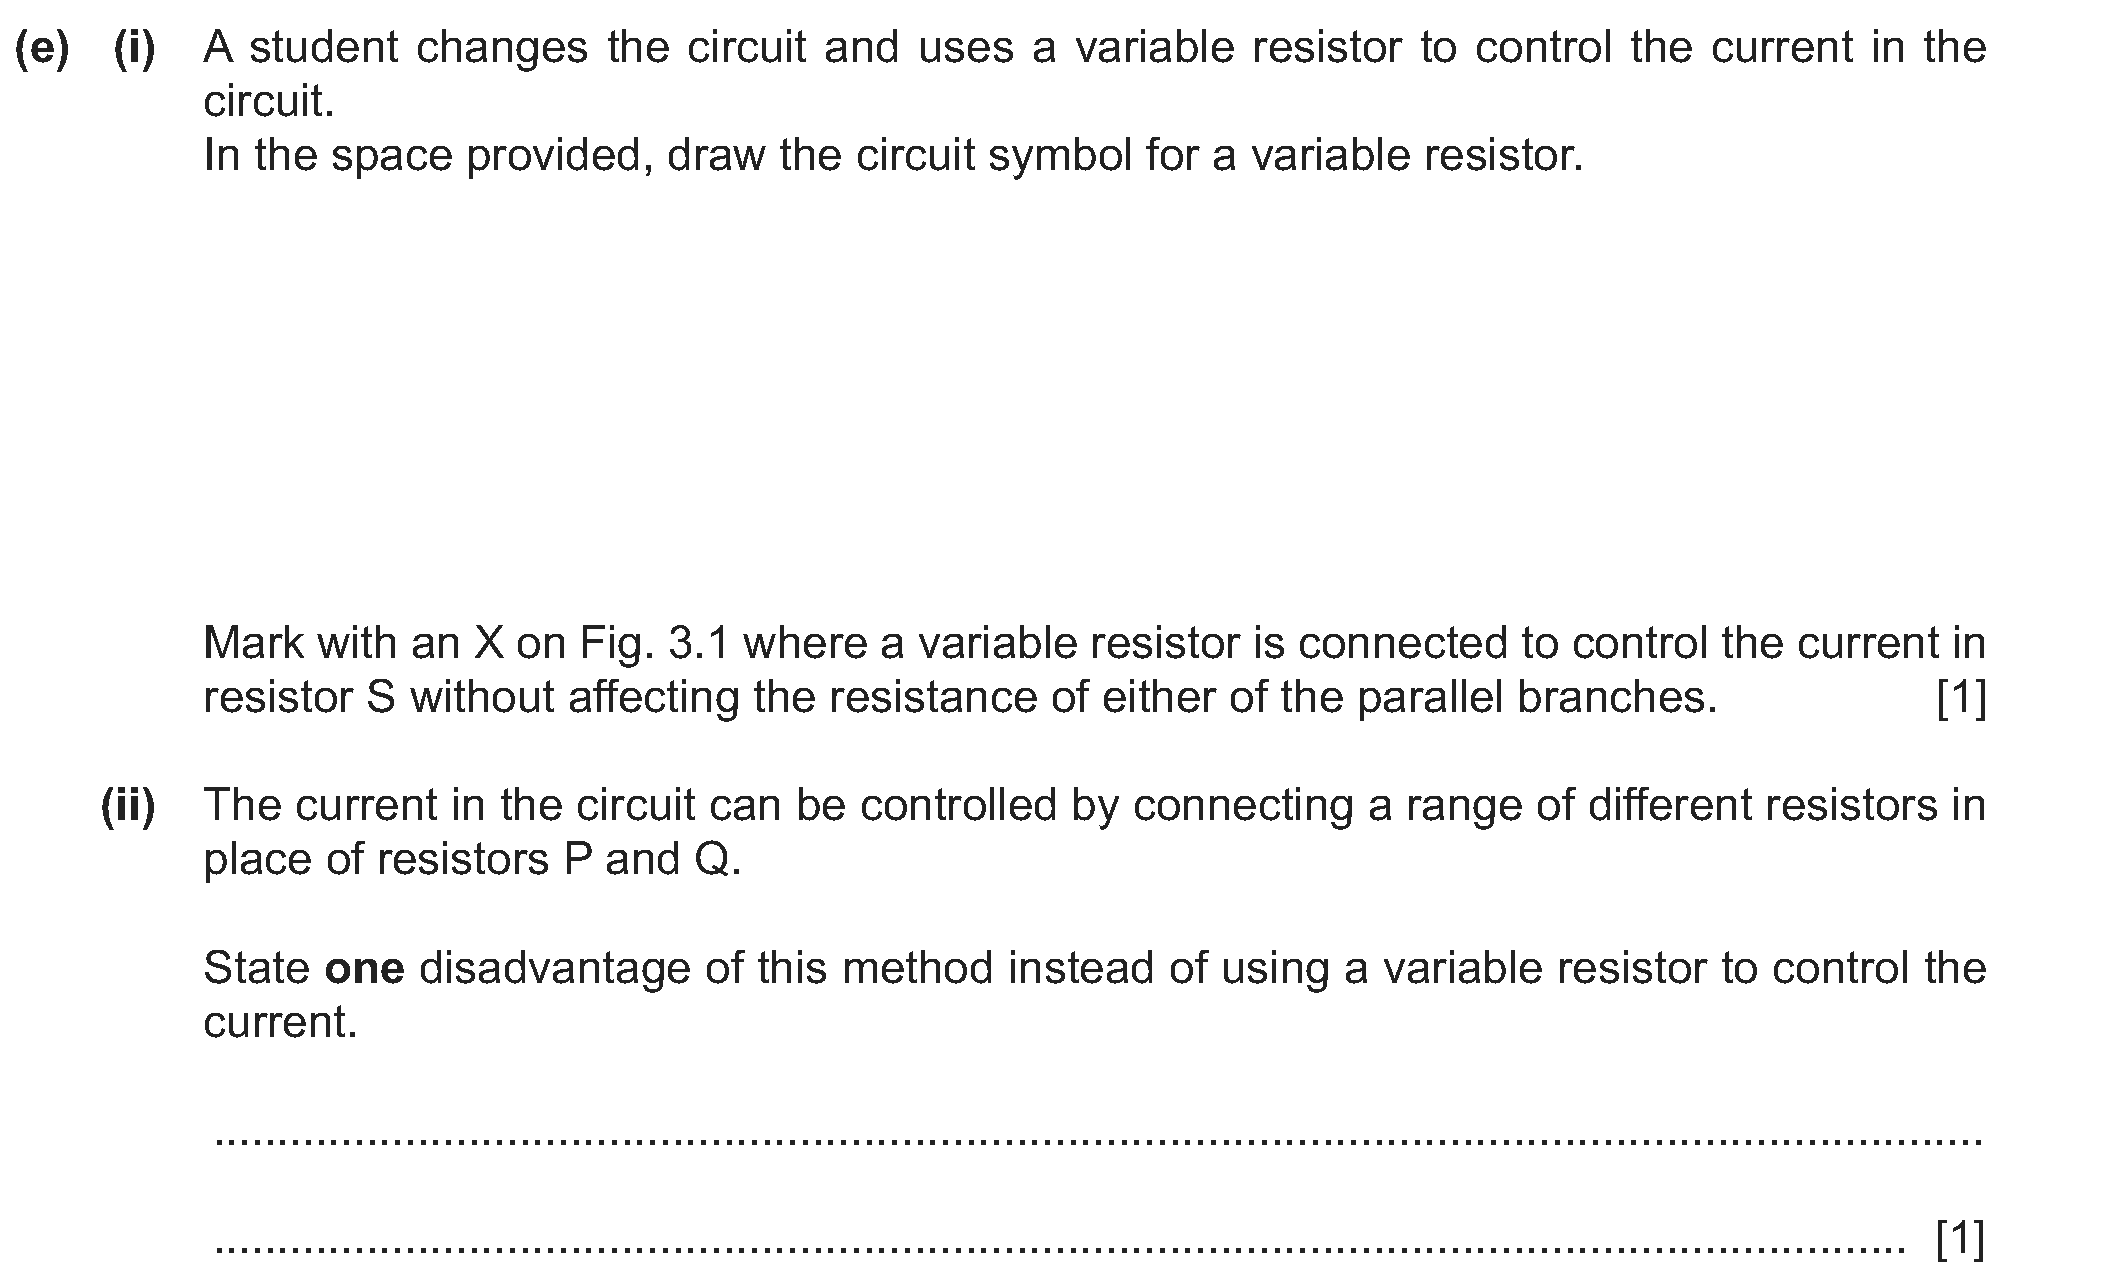 (e) (i) A student changes the circuit and uses a variable resistor to control the current in the
circuit.
In the space provided, draw the circuit symbol for a variable resistor.
Mark with an X on Fig. 3.1 where a variable resistor is connected to control the current in
resistor S without affecting the resistance of either of the parallel branches. [1]
(ii) The current in the circuit can be controlled by connecting a range of different resistors in
place of resistors P and Q.
State one disadvantage of this method instead of using a variable resistor to control the
current.
..........................................................................................................................................
.................................................................................................................................... [1]